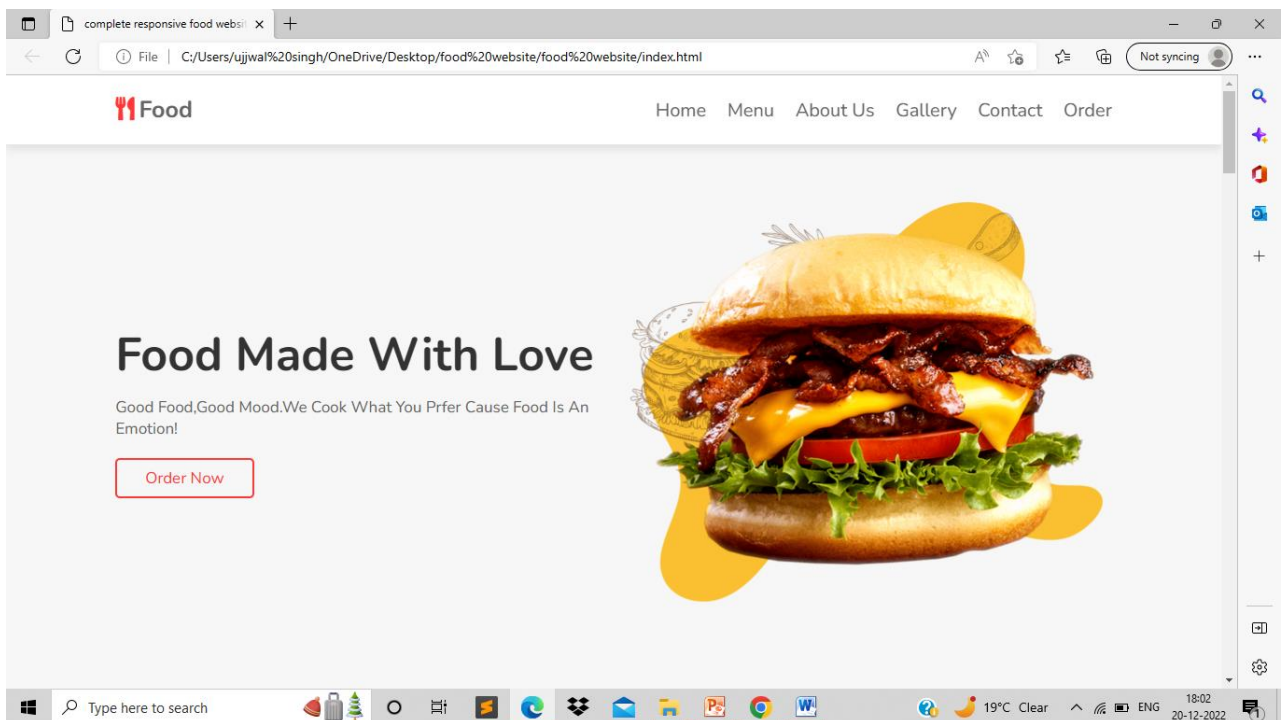 complete responsive food websit
File
C:/Users/ujjwal%20singh/OneDrive/Desktop/food%20website/food%20website/index.html
Not syncing
Food
Home Menu About Us Gallery Contact Order
Food Made With Love
Good Food,Good Mood.We Cook What You Prfer Cause Food Is An
Emotion!
Order Now
Type here to search
19°C Clear
ENG
18:02
20-12-2022